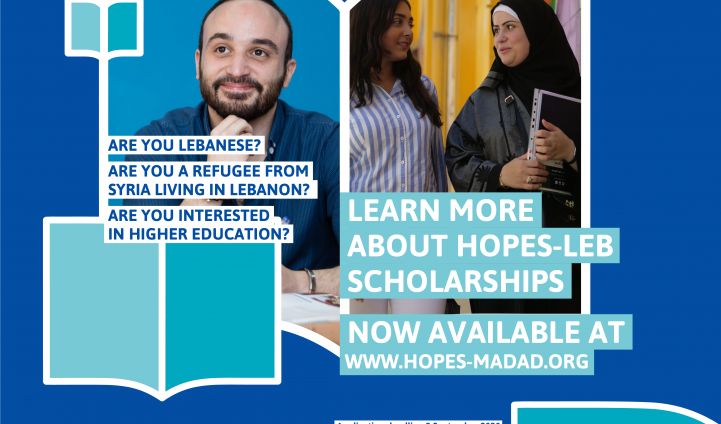 ARE YOU LEBANESE?
ARE YOU A REFUGEE FROM
SYRIA LIVING IN LEBANON?
ARE YOU INTERESTED
IN HIGHER EDUCATION?
LEARN MORE
ABOUT HOPES-LEB
SCHOLARSHIPS
NOW AVAILABLE AT
WWW.HOPES-MADAD.ORG